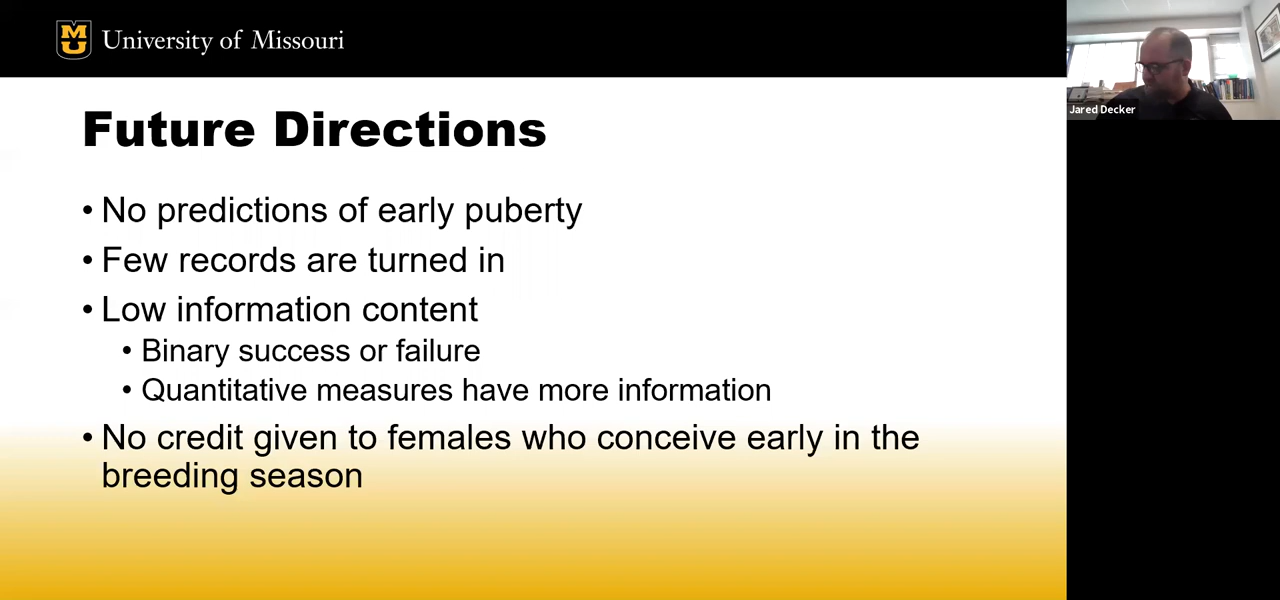 MU
University of Missouri
Jared Decker
Future Directions
• No predictions of early puberty
• Few records are turned in
• Low information content
• Binary success or failure
• Quantitative measures have more information
• No credit given to females who conceive early in the
breeding season